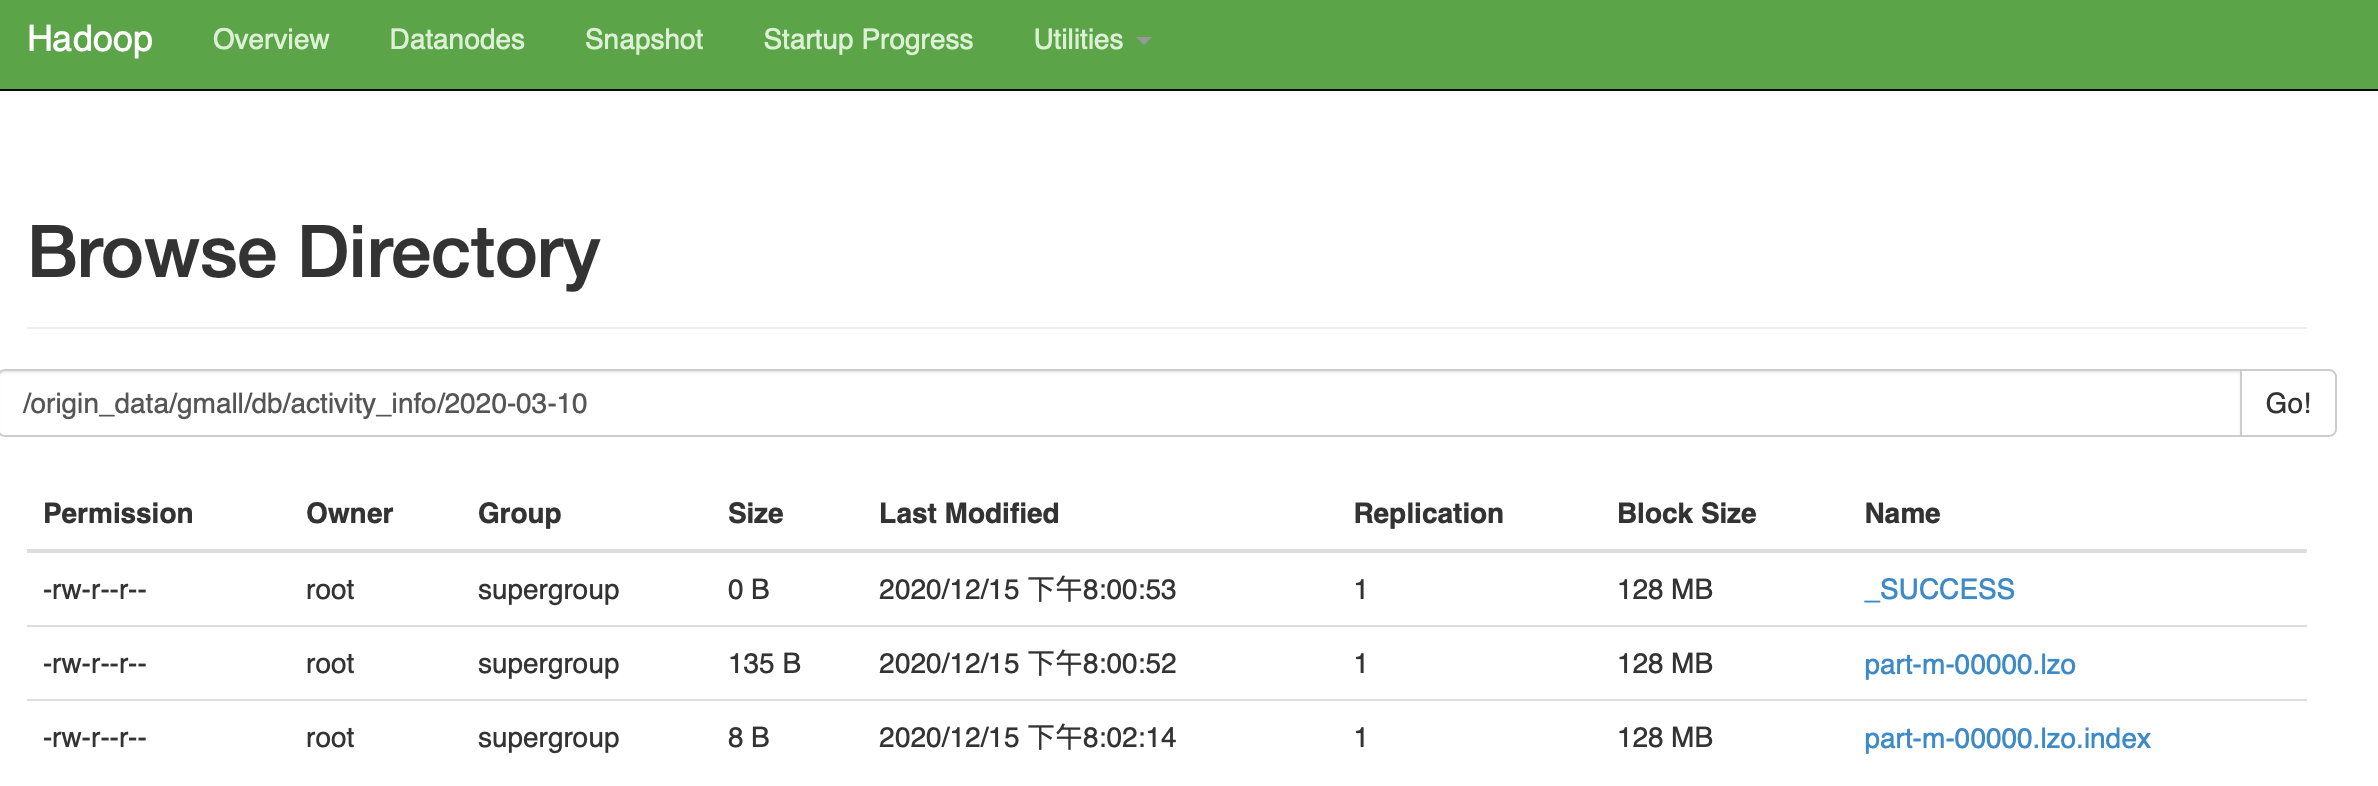 Hadoop Overview Datanodes Snapshot Startup Progress Utilities
Browse Directory
/origin_data/gmall/db/activity_info/2020-03-10 Go!
Permission Owner Group Size Last Modified Replication Block Size Name
-rw-r--r-- root supergroup 0 B 2020/12/15 下午8:00:53 1 128 MB _SUCCESS
-rw-r--r-- root supergroup 135 B 2020/12/15 下午8:00:52 1 128 MB part-m-00000.lzo
-rw-r--r-- root supergroup 8 B 2020/12/15 下午8:02:14 1 128 MB part-m-00000.lzo.index